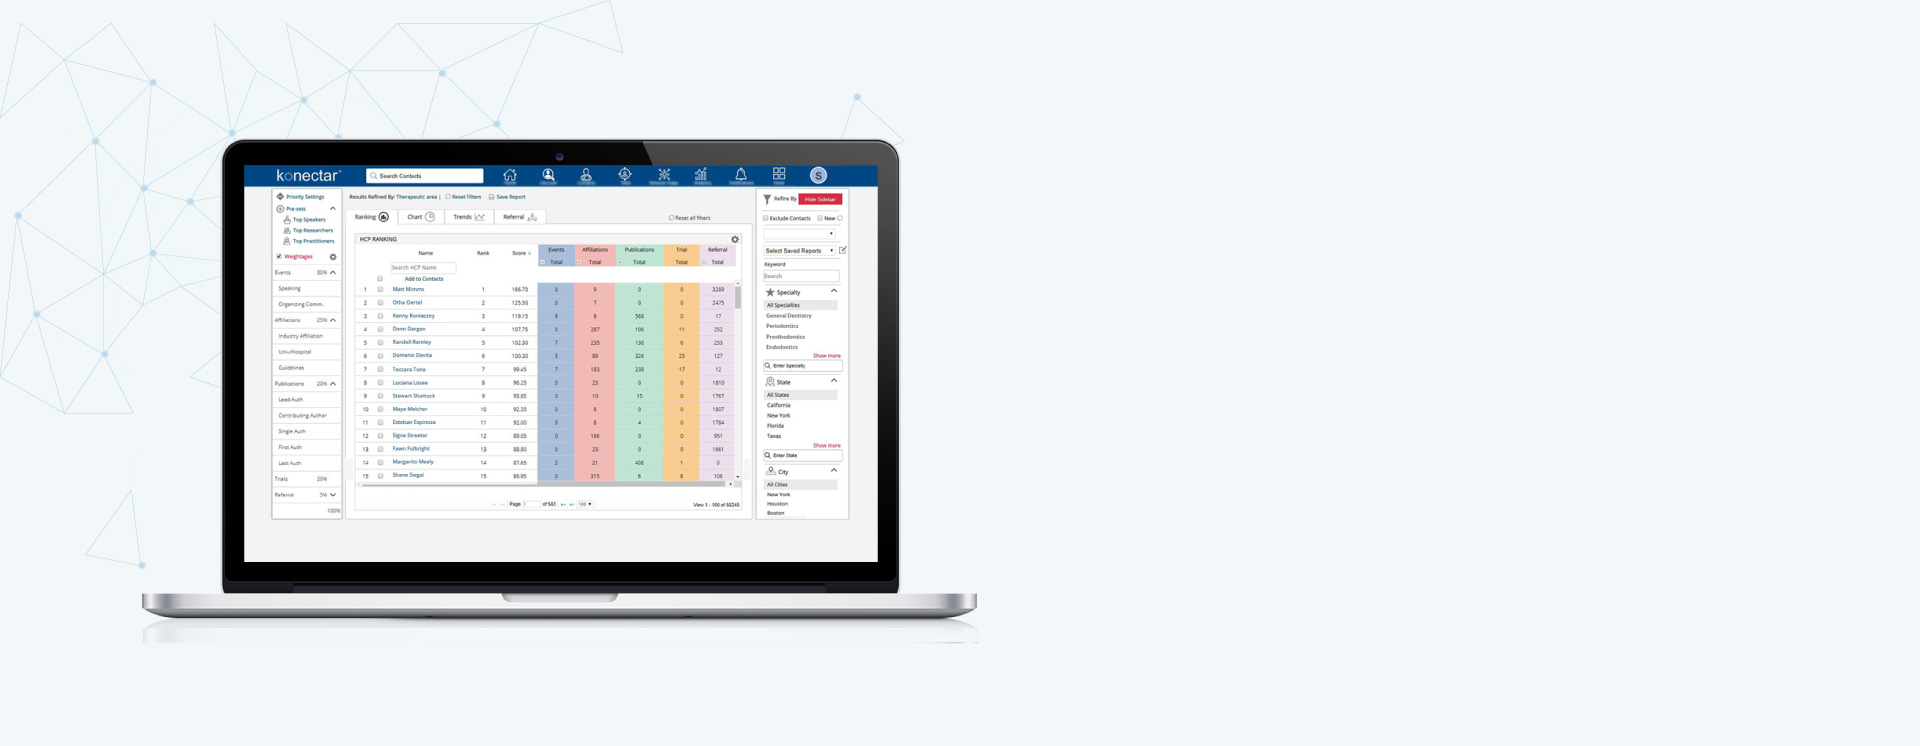 konectar™
Search Contacts
S
Priority Settings
Pre-sets
Top Speakers
Top Researchers
Top Practitioners
Weightages
Events 30%
Speaking
Organizing Comm.
Affiliations 25%
Industry Affiliation
Univ/Hospital
Guidelines
Publications 20%
Lead Auth
Contributing Author
Single Auth
First Auth
Last Auth
Trials 20%
Referral 5%
100%
Results Refined By: Therapeutic area | Reset Filters Save Report
Ranking Chart Trends Referral Reset all filters
HCP RANKING
Name Rank Score Events Affiliations Publications Trial Referral
Total Total Total Total Total
Search HCP Name
Add to Contacts
1 Matt Mimms 1 166.70 0 9 0 0 3289
2 Otha Oertel 2 125.50 0 7 0 0 2475
3 Kenny Konieczny 3 119.15 9 8 568 0 17
4 Donn Dargan 4 107.75 0 287 106 11 252
5 Randell Remley 5 102.30 7 235 138 6 253
6 Domenic Devita 6 100.30 5 89 326 25 127
7 Toccara Tone 7 99.45 7 183 238 17 12
8 Luciana Losee 8 96.25 0 23 0 0 1810
9 Stewart Shattuck 9 93.85 0 10 15 0 1767
10 Maya Melcher 10 92.35 0 8 0 0 1807
11 Esteban Espinoza 11 92.00 0 8 4 0 1784
12 Signe Streeter 12 89.05 0 166 0 0 951
13 Fawn Fulbright 13 88.80 0 23 0 0 1661
14 Margarito Mealy 14 87.65 2 21 408 1 0
15 Shane Siegal 15 86.95 0 315 6 8 108
Page 1 of 583 100 View 1 - 100 of 58248
Refine By Hide Sidebar
Exclude Contacts New
Select Saved Reports
Keyword
Search
Specialty
All Specialties
General Dentistry
Periodontics
Prosthodontics
Endodontics
Show more
Enter Specialty
State
All States
California
New York
Florida
Texas
Show more
Enter State
City
All Cities
New York
Houston
Boston